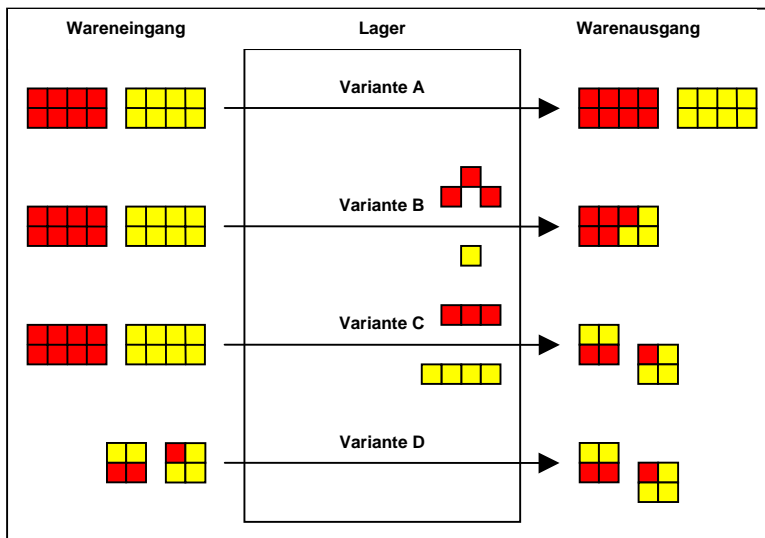 Wareneingang
Lager
Warenausgang
Variante A
Variante B
Variante C
Variante D